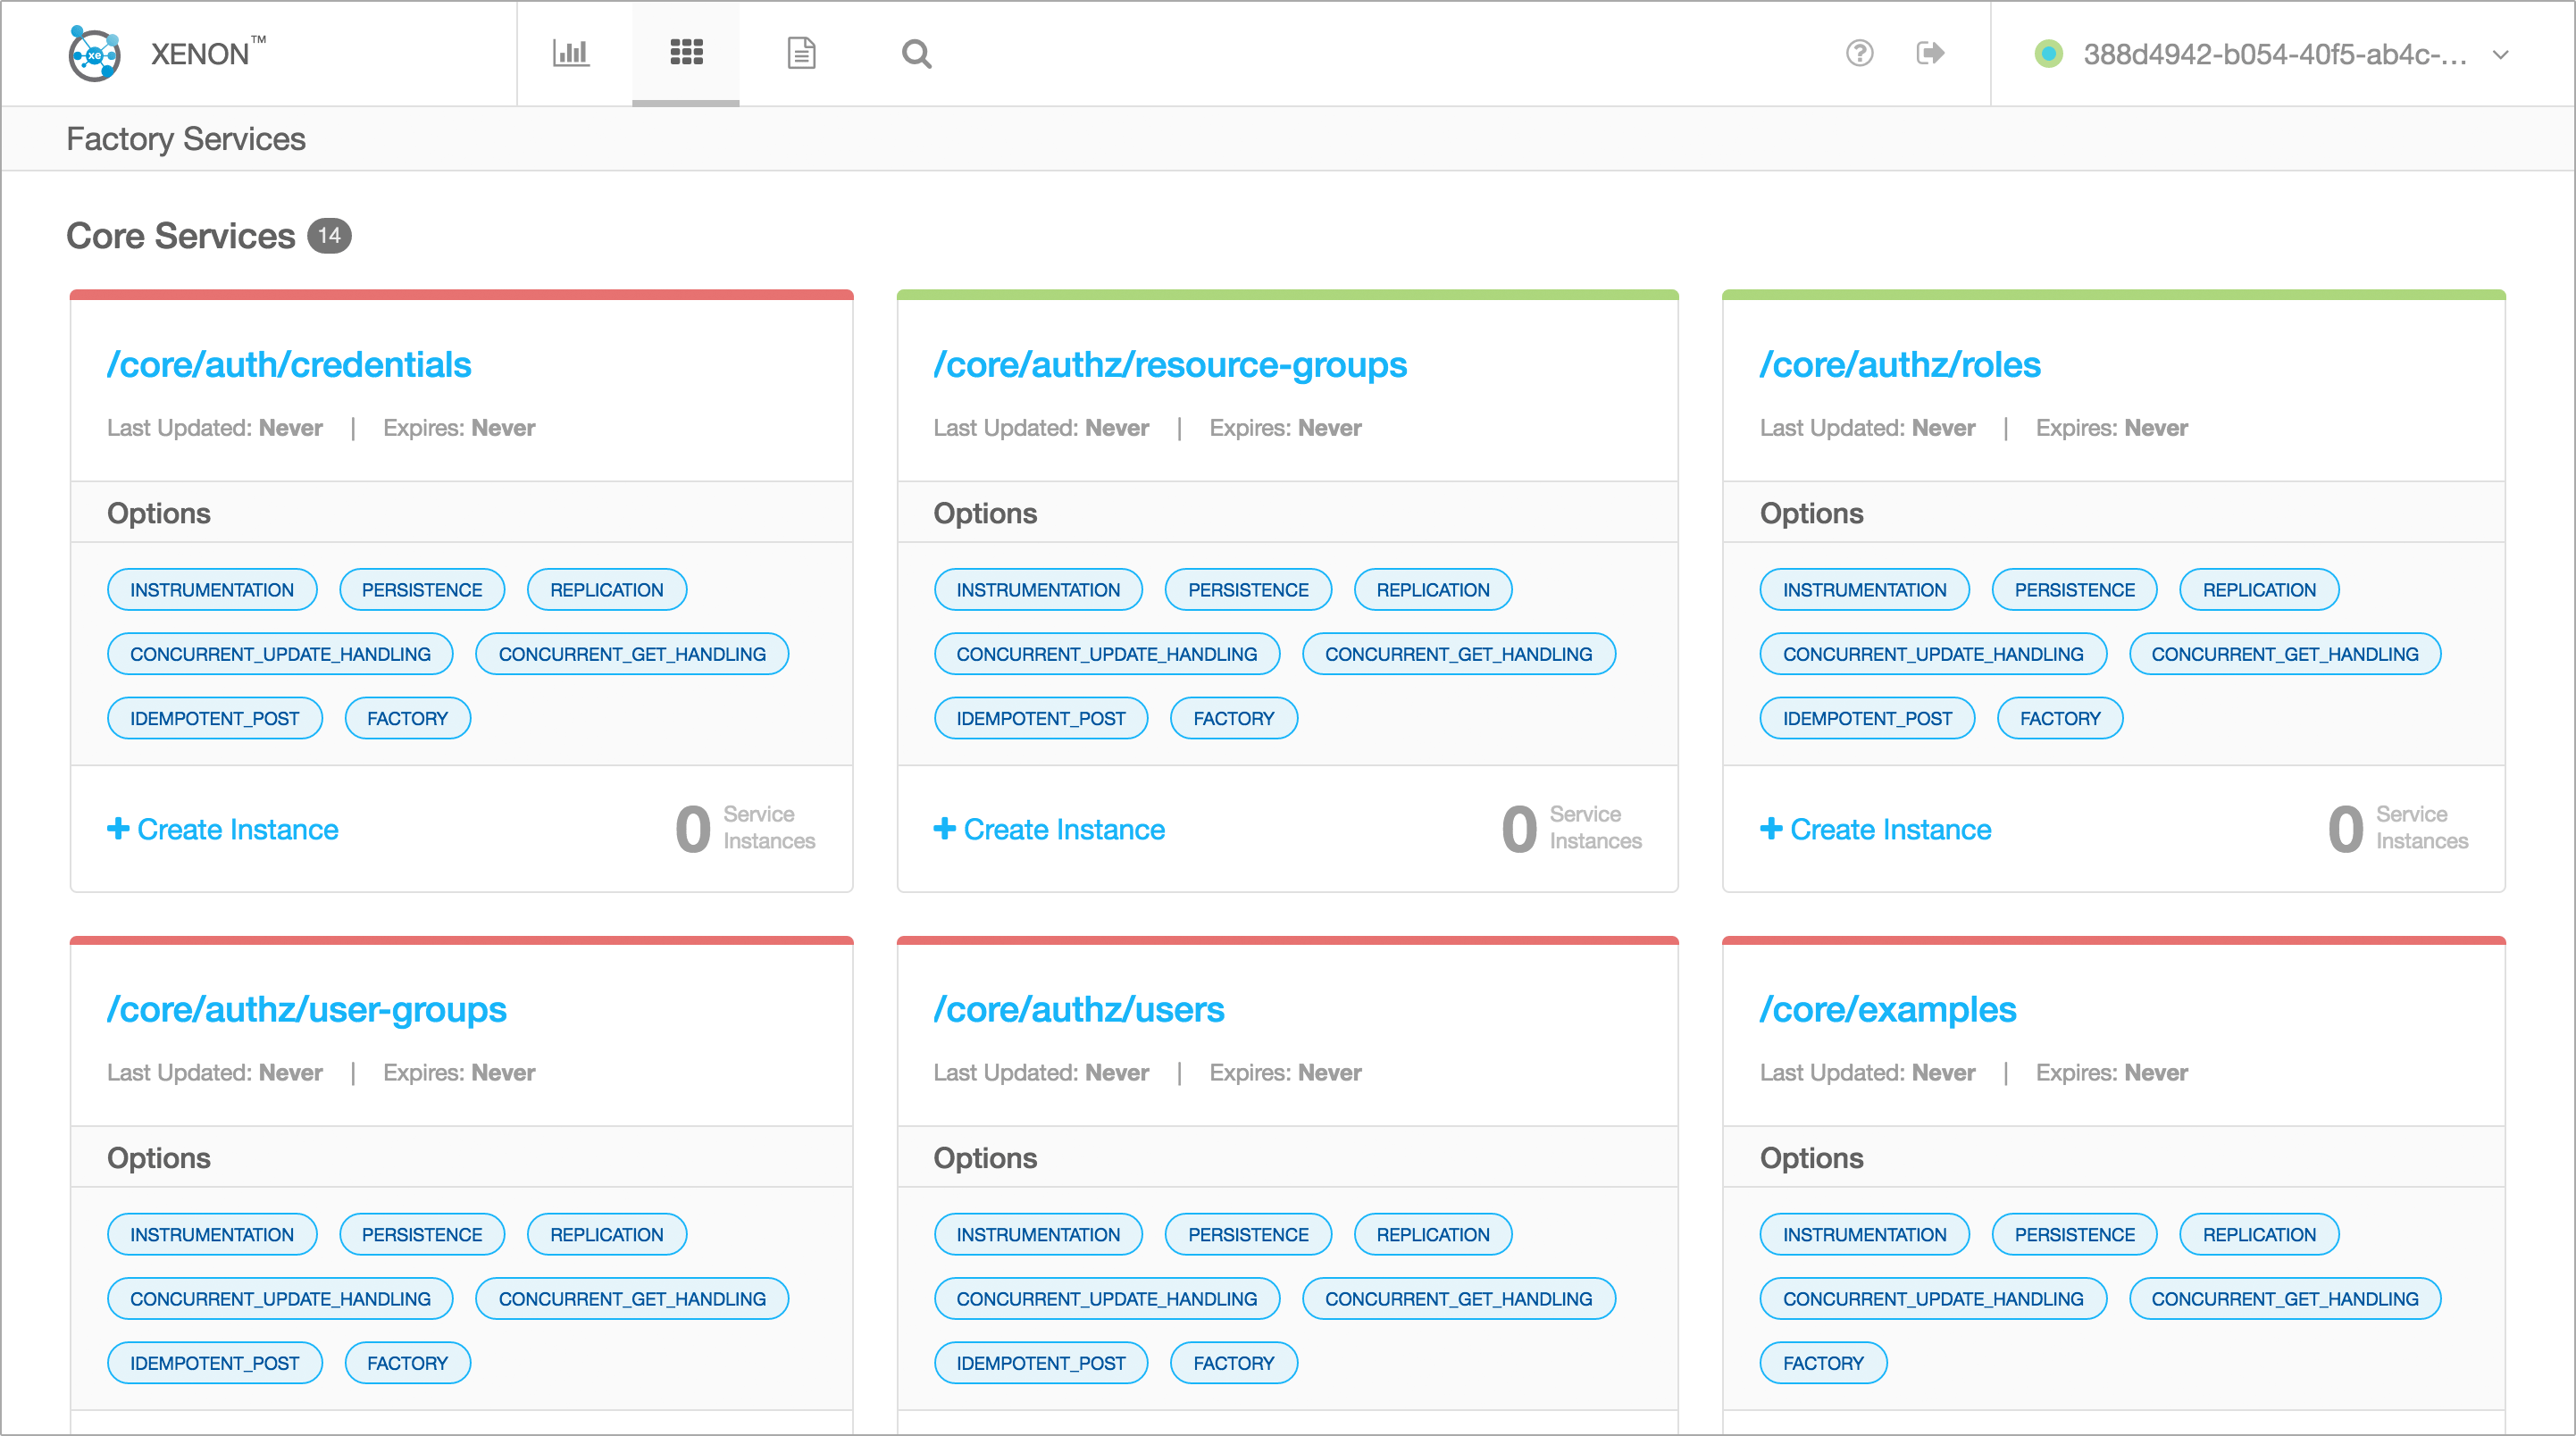 xe XENON™
388d4942-b054-40f5-ab4c-...
Factory Services
Core Services 14
/core/auth/credentials
Last Updated: Never | Expires: Never
Options
INSTRUMENTATION PERSISTENCE REPLICATION
CONCURRENT_UPDATE_HANDLING CONCURRENT_GET_HANDLING
IDEMPOTENT_POST FACTORY
Create Instance
0 Service
Instances
/core/authz/resource-groups
Last Updated: Never | Expires: Never
Options
INSTRUMENTATION PERSISTENCE REPLICATION
CONCURRENT_UPDATE_HANDLING CONCURRENT_GET_HANDLING
IDEMPOTENT_POST FACTORY
Create Instance
0 Service
Instances
/core/authz/roles
Last Updated: Never | Expires: Never
Options
INSTRUMENTATION PERSISTENCE REPLICATION
CONCURRENT_UPDATE_HANDLING CONCURRENT_GET_HANDLING
IDEMPOTENT_POST FACTORY
Create Instance
0 Service
Instances
/core/authz/user-groups
Last Updated: Never | Expires: Never
Options
INSTRUMENTATION PERSISTENCE REPLICATION
CONCURRENT_UPDATE_HANDLING CONCURRENT_GET_HANDLING
IDEMPOTENT_POST FACTORY
/core/authz/users
Last Updated: Never | Expires: Never
Options
INSTRUMENTATION PERSISTENCE REPLICATION
CONCURRENT_UPDATE_HANDLING CONCURRENT_GET_HANDLING
IDEMPOTENT_POST FACTORY
/core/examples
Last Updated: Never | Expires: Never
Options
INSTRUMENTATION PERSISTENCE REPLICATION
CONCURRENT_UPDATE_HANDLING CONCURRENT_GET_HANDLING
FACTORY